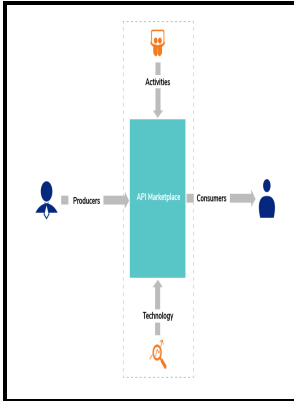 Activities
Producers
API Marketplace
Consumers
Technology